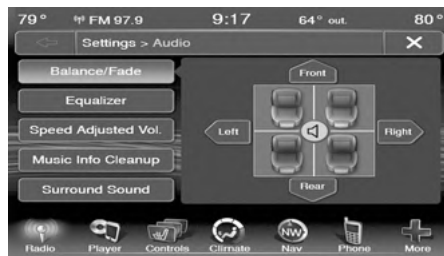 79° FM 97.9 9:17 64° out. 80°
Settings > Audio X
Balance/Fade
Equalizer
Speed Adjusted Vol.
Music Info Cleanup
Surround Sound
Front
Left
Right
Rear
NW
Radio Player Controls Climate Nav Phone More